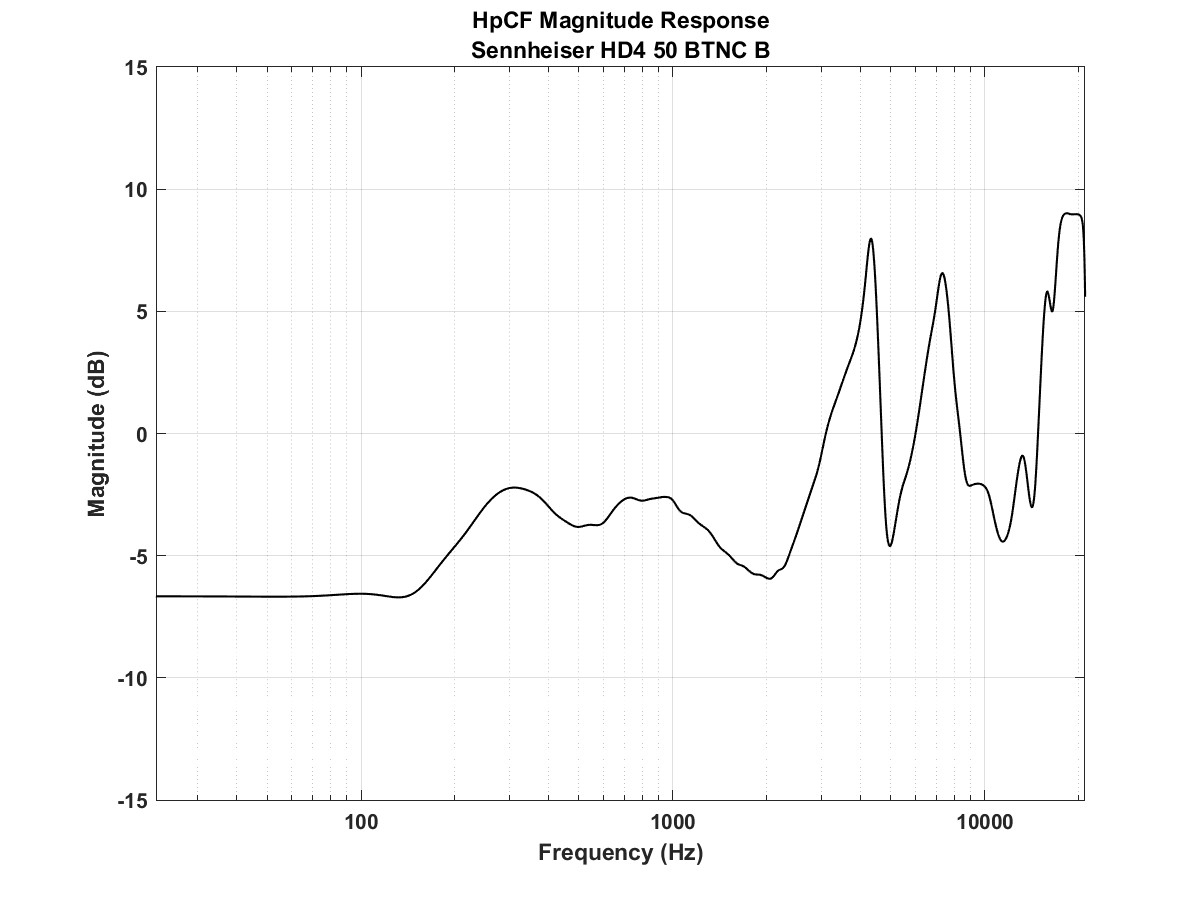 HpCF Magnitude Response
Sennheiser HD4 50 BTNC B
15
10
5
0
-5
-10
-15
Magnitude (dB)
100
1000
10000
Frequency (Hz)